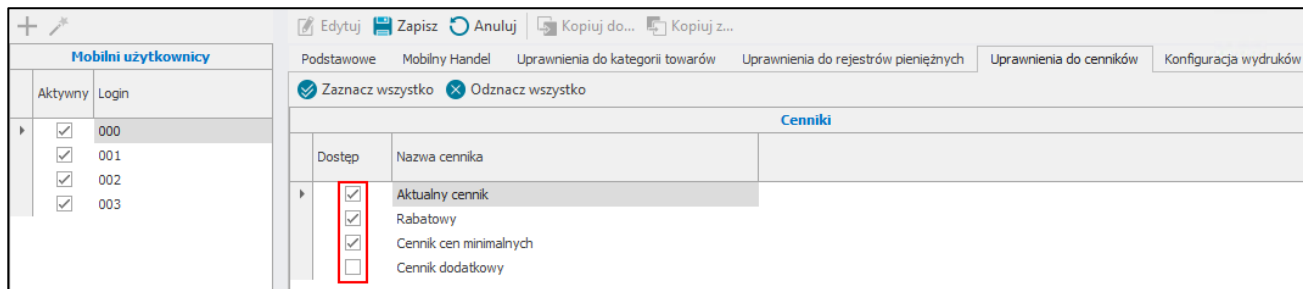 Edytuj Zapisz Anuluj Kopiuj do... Kopiuj z...
Mobilni użytkownicy
Podstawowe Mobilny Handel Uprawnienia do kategorii towarów Uprawnienia do rejestrów pieniężnych Uprawnienia do cenników Konfiguracja wydruków
Aktywny Login
Zaznacz wszystko Odznacz wszystko
Cenniki
Dostęp Nazwa cennika
000
001
002
003
Aktualny cennik
Rabatowy
Cennik cen minimalnych
Cennik dodatkowy